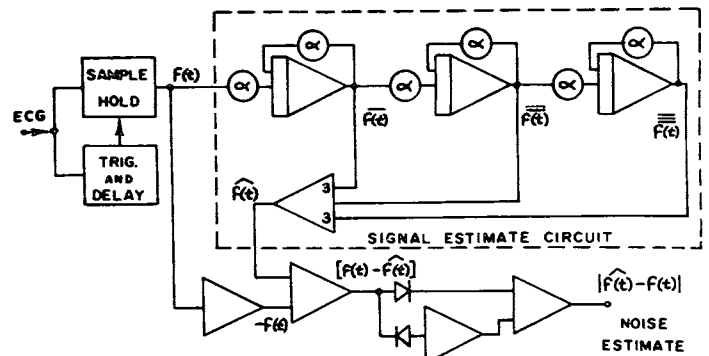 ECG
SAMPLE
HOLD
TRIG.
AND
DELAY
F(t)
α
α
α
α
α
α
F̅(t)
F̿(t)
F̿̅(t)
F̂(t)
3
3
SIGNAL ESTIMATE CIRCUIT
[F(t) - F̂(t)]
-F(t)
|F̂(t) - F(t)|
NOISE
ESTIMATE